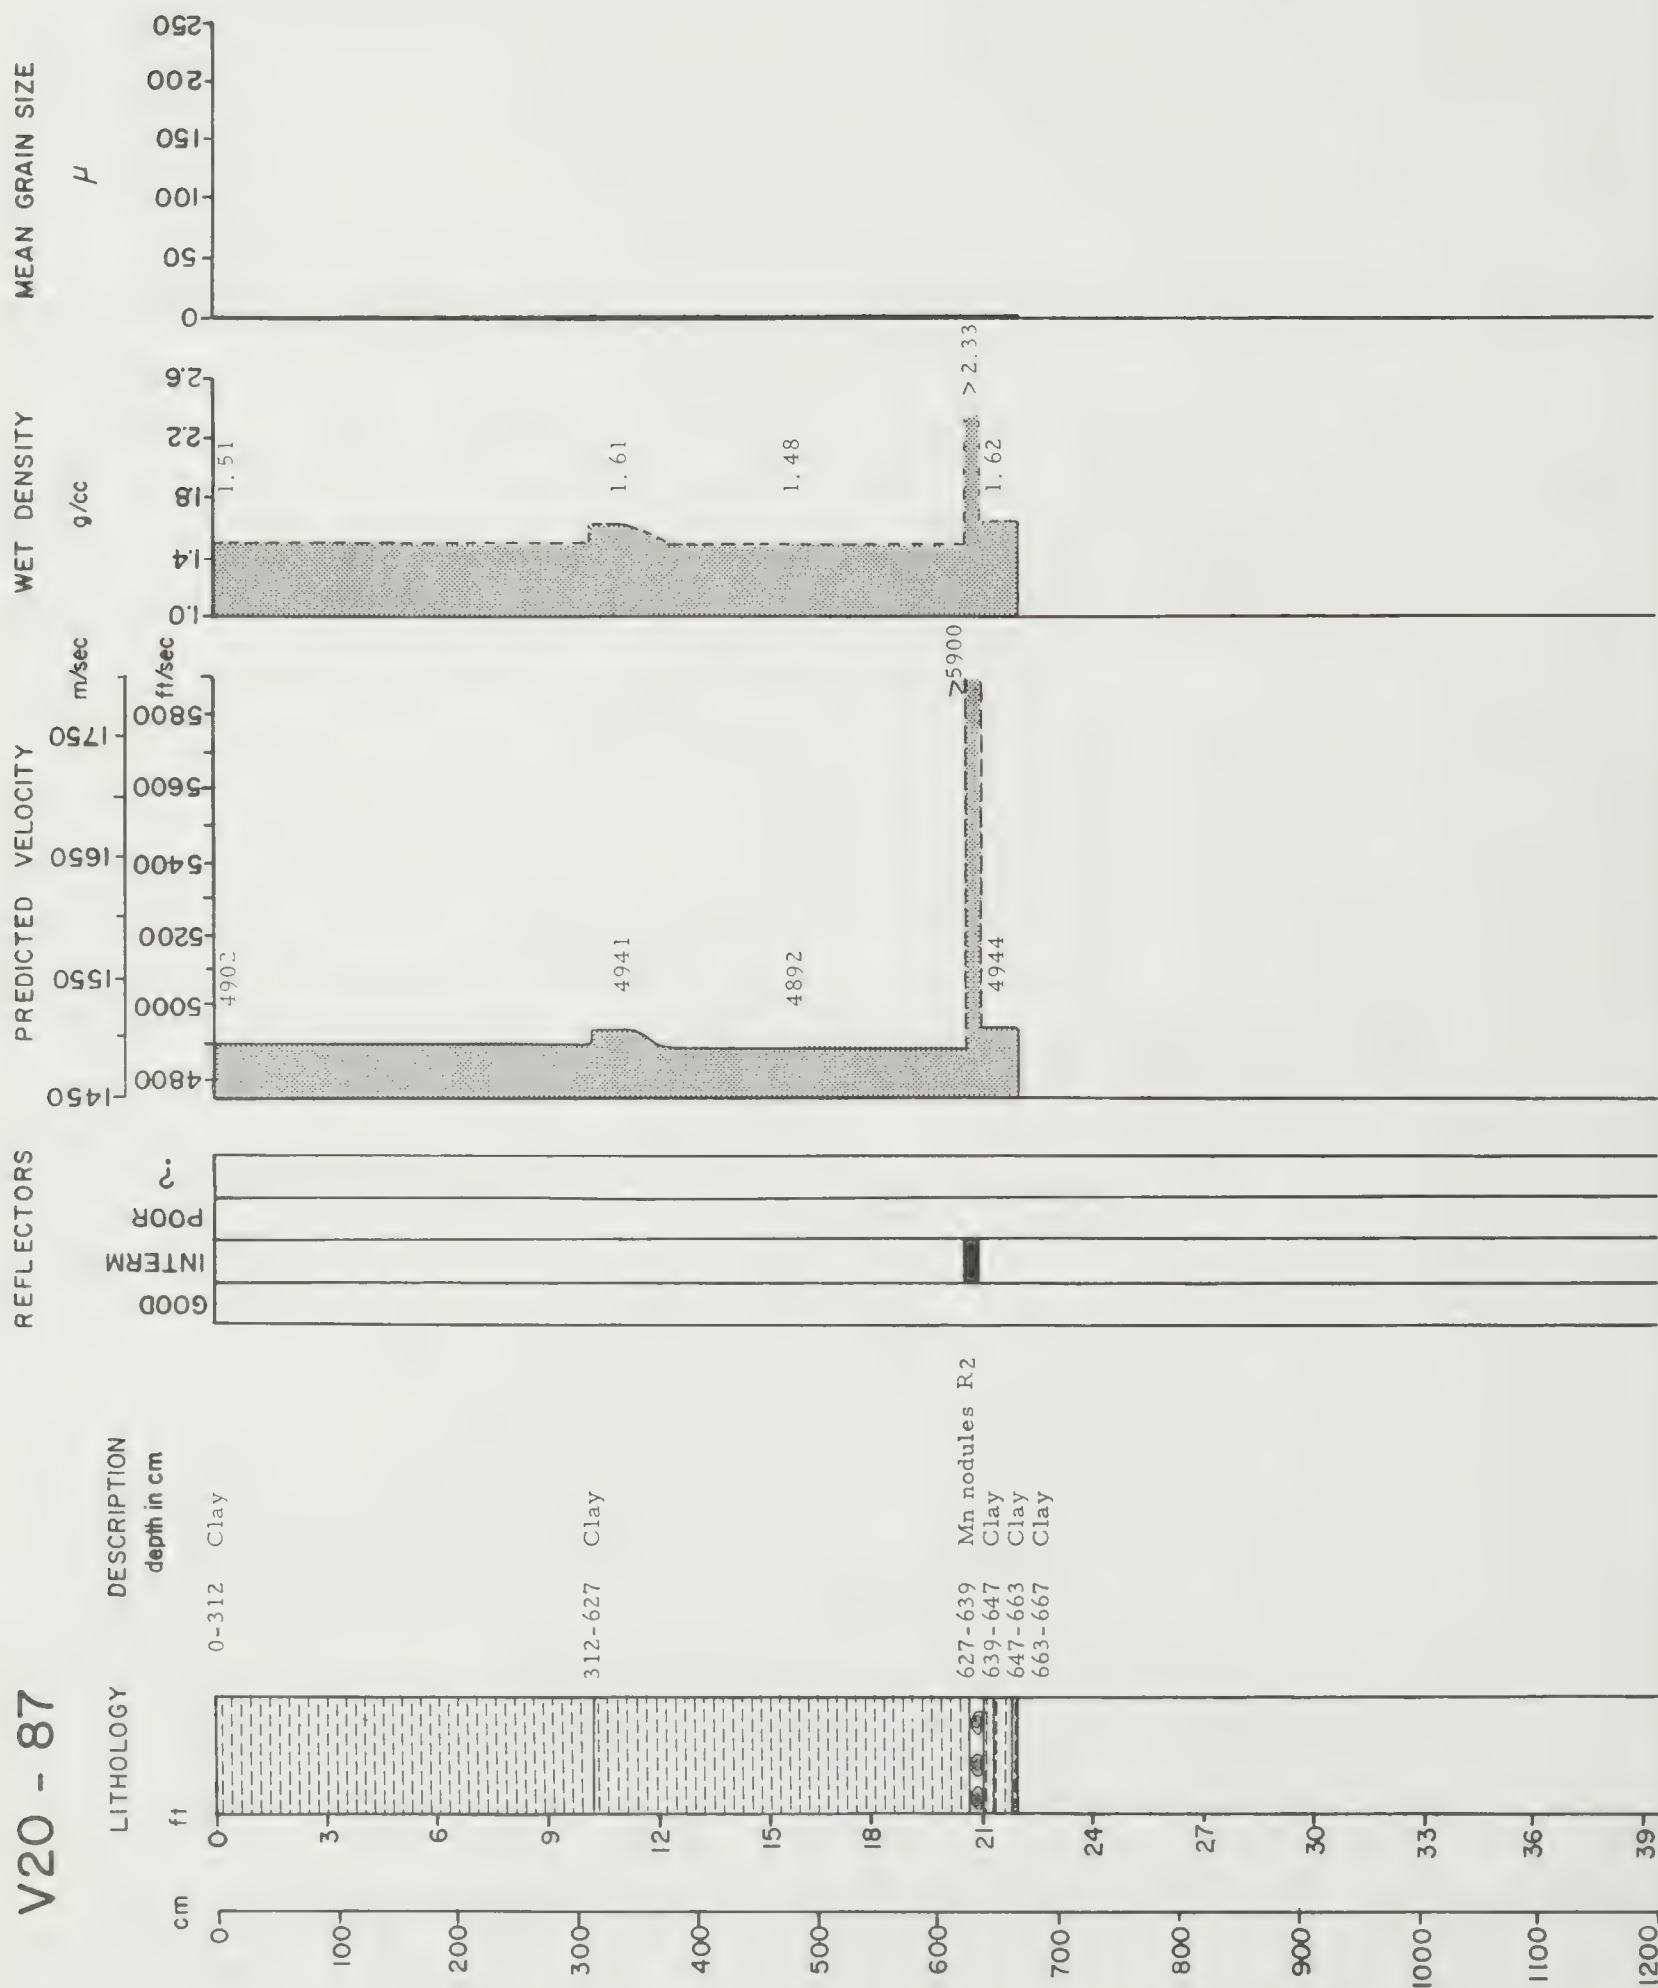 V20 - 87
LITHOLOGY
DESCRIPTION
depth in cm
REFLECTORS
GOOD
INTERM
POOR
?
PREDICTED VELOCITY
m/sec
1450
1550
1650
1750
ft/sec
4800
5000
5200
5400
5600
5800
WET DENSITY
g/cc
1.0
1.4
1.8
2.2
2.6
MEAN GRAIN SIZE
μ
0
50
100
150
200
250
cm
0
100
200
300
400
500
600
700
800
900
1000
1100
1200
ft
0
3
6
9
12
15
18
21
24
27
30
33
36
39
0-312 Clay
312-627 Clay
627-639 Mn nodules R2
639-647 Clay
647-663 Clay
663-667 Clay
4902
4941
4892
≥5900
4944
1.51
1.61
1.48
>2.33
1.62